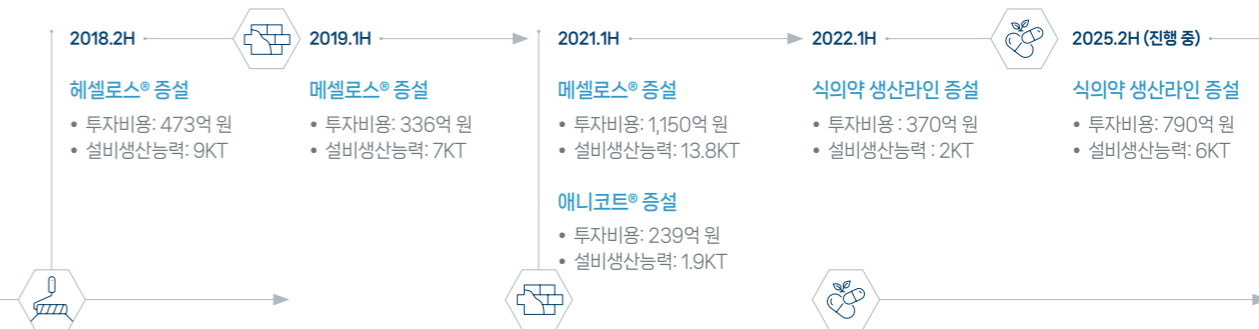 2018.2H
헤셀로스® 증설
• 투자비용: 473억 원
• 설비생산능력: 9KT
2019.1H
메셀로스® 증설
• 투자비용: 336억 원
• 설비생산능력: 7KT
2021.1H
메셀로스® 증설
• 투자비용: 1,150억 원
• 설비생산능력: 13.8KT
애니코트® 증설
• 투자비용: 239억 원
• 설비생산능력: 1.9KT
2022.1H
식의약 생산라인 증설
• 투자비용 : 370억 원
• 설비생산능력 : 2KT
2025.2H (진행 중)
식의약 생산라인 증설
• 투자비용: 790억 원
• 설비생산능력: 6KT